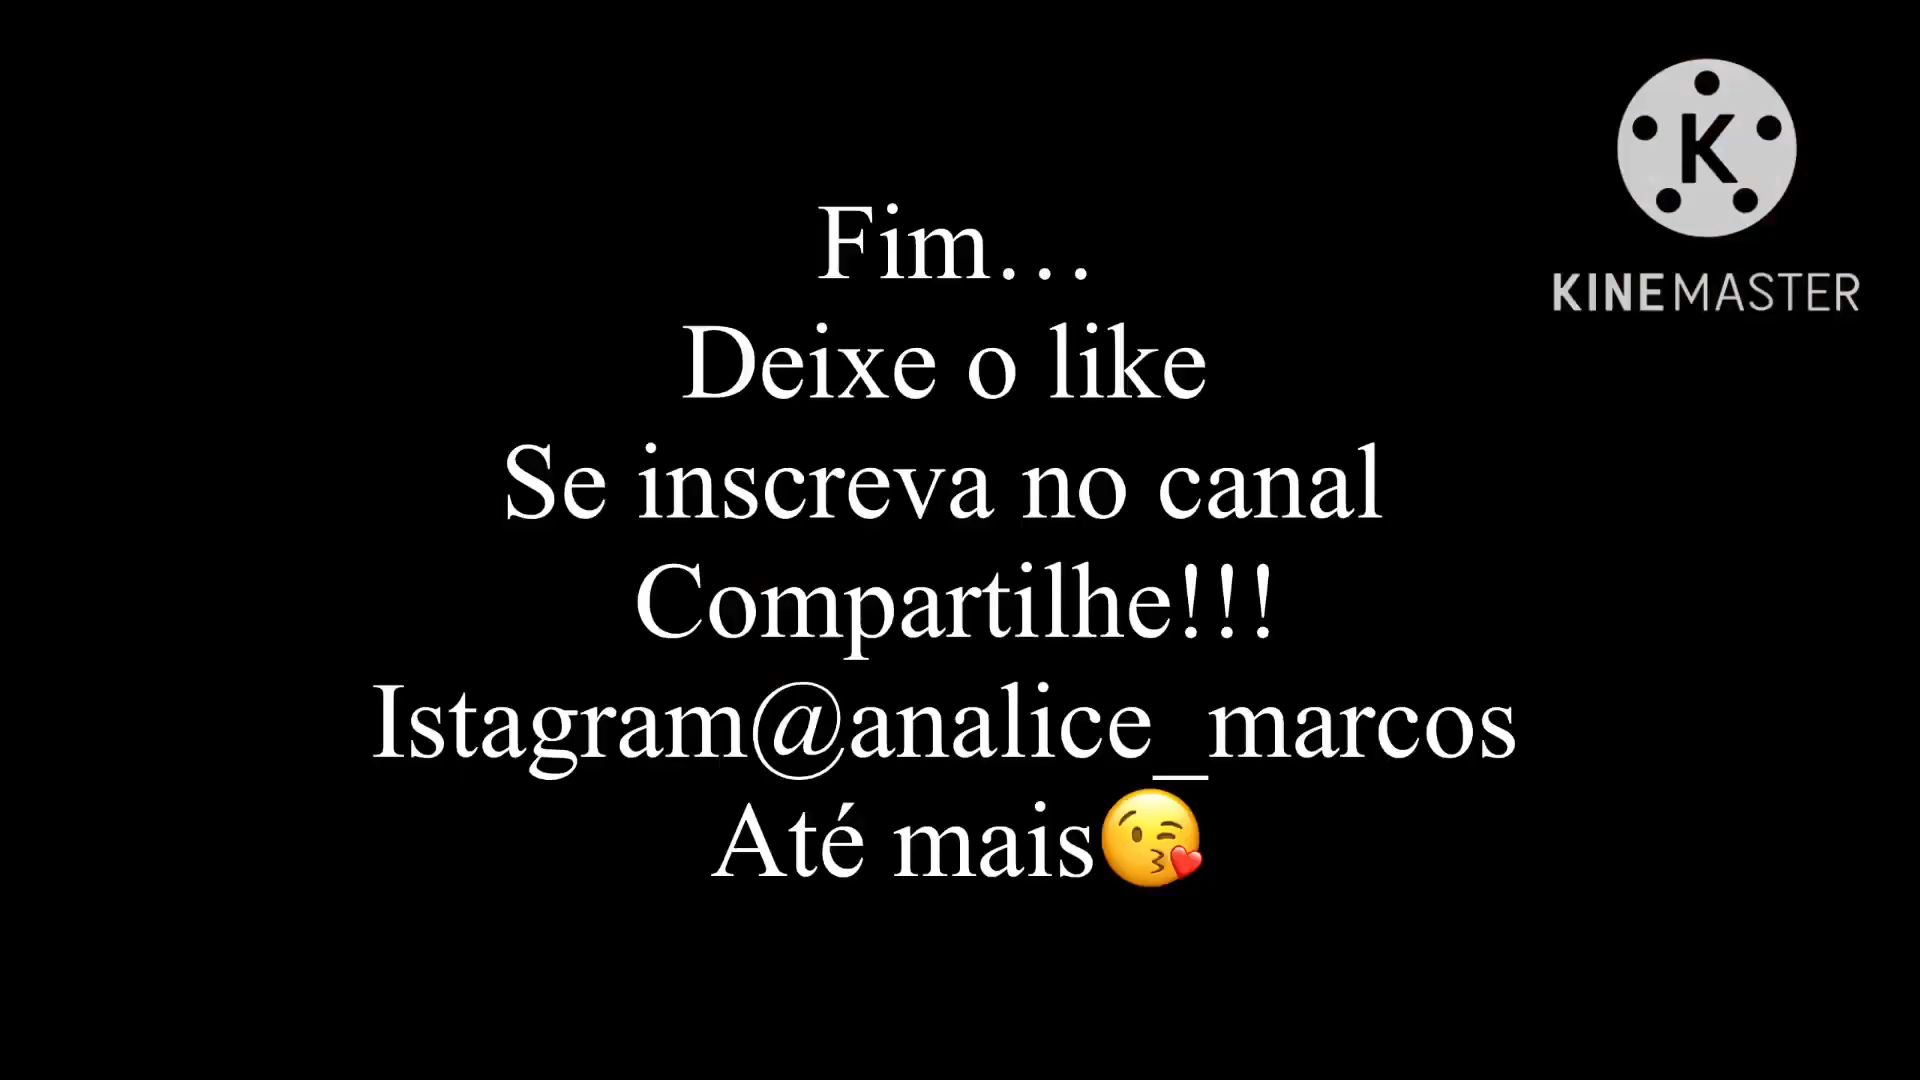 K
KINEMASTER
Fim...
Deixe o like
Se inscreva no canal
Compartilhe!!!
Istagram@analice_marcos
Até mais😘